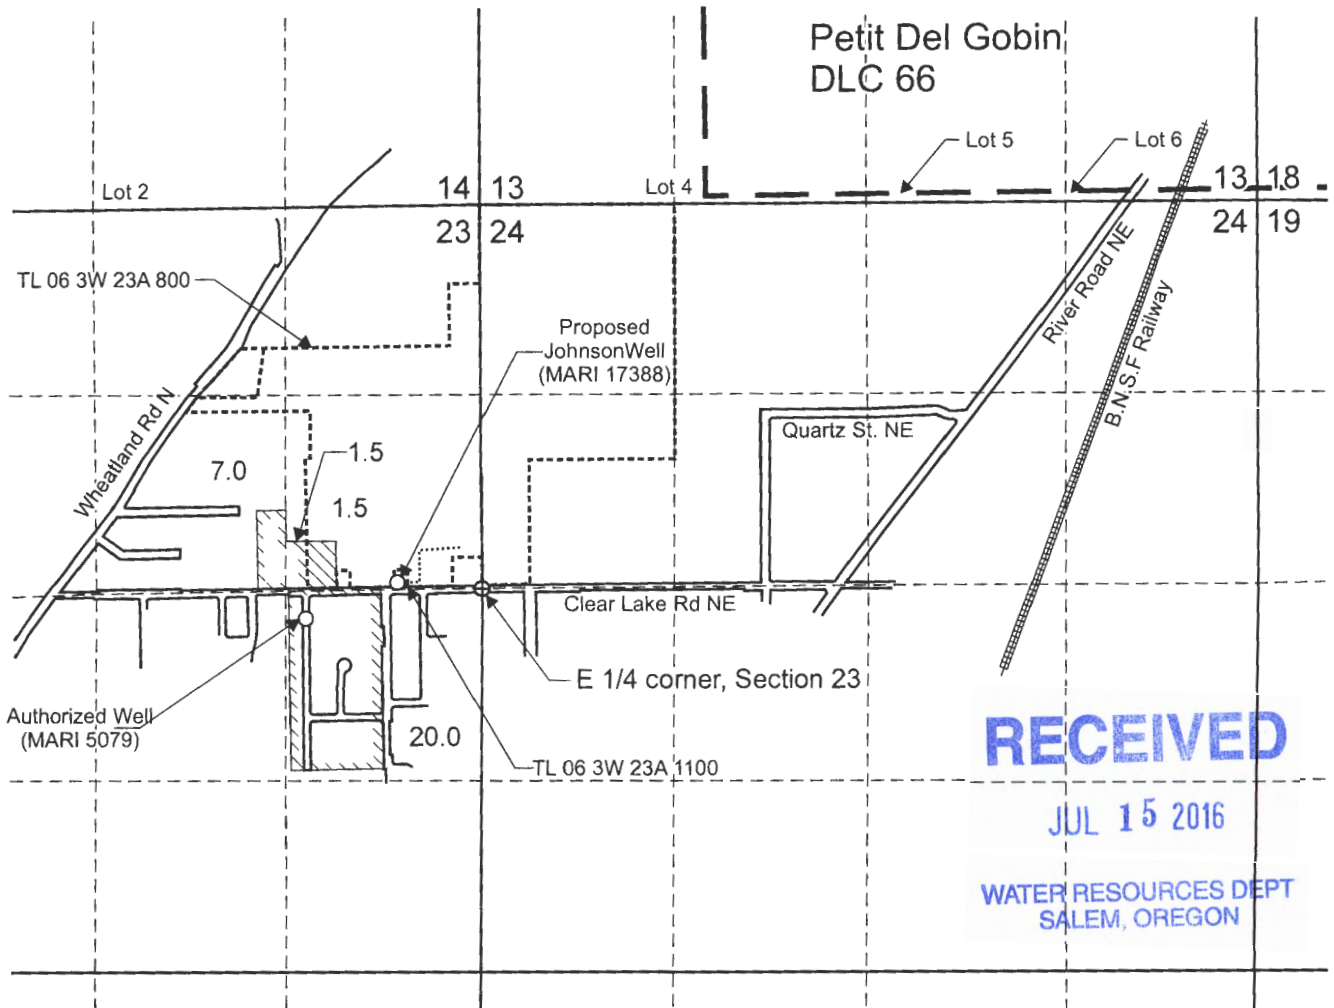 Petit Del Gobin
DLC 66
Lot 5
Lot 6
Lot 2
14 13
Lot 4
13 18
23 24
24 19
TL 06 3W 23A 800
River Road NE
B.N.S.F Railway
Proposed
JohnsonWell
(MARI 17388)
Wheatland Rd N
Quartz St. NE
1.5
7.0
1.5
Clear Lake Rd NE
E 1/4 corner, Section 23
Authorized Well
(MARI 5079)
20.0
TL 06 3W 23A 1100
RECEIVED
JUL 15 2016
WATER RESOURCES DEPT
SALEM, OREGON